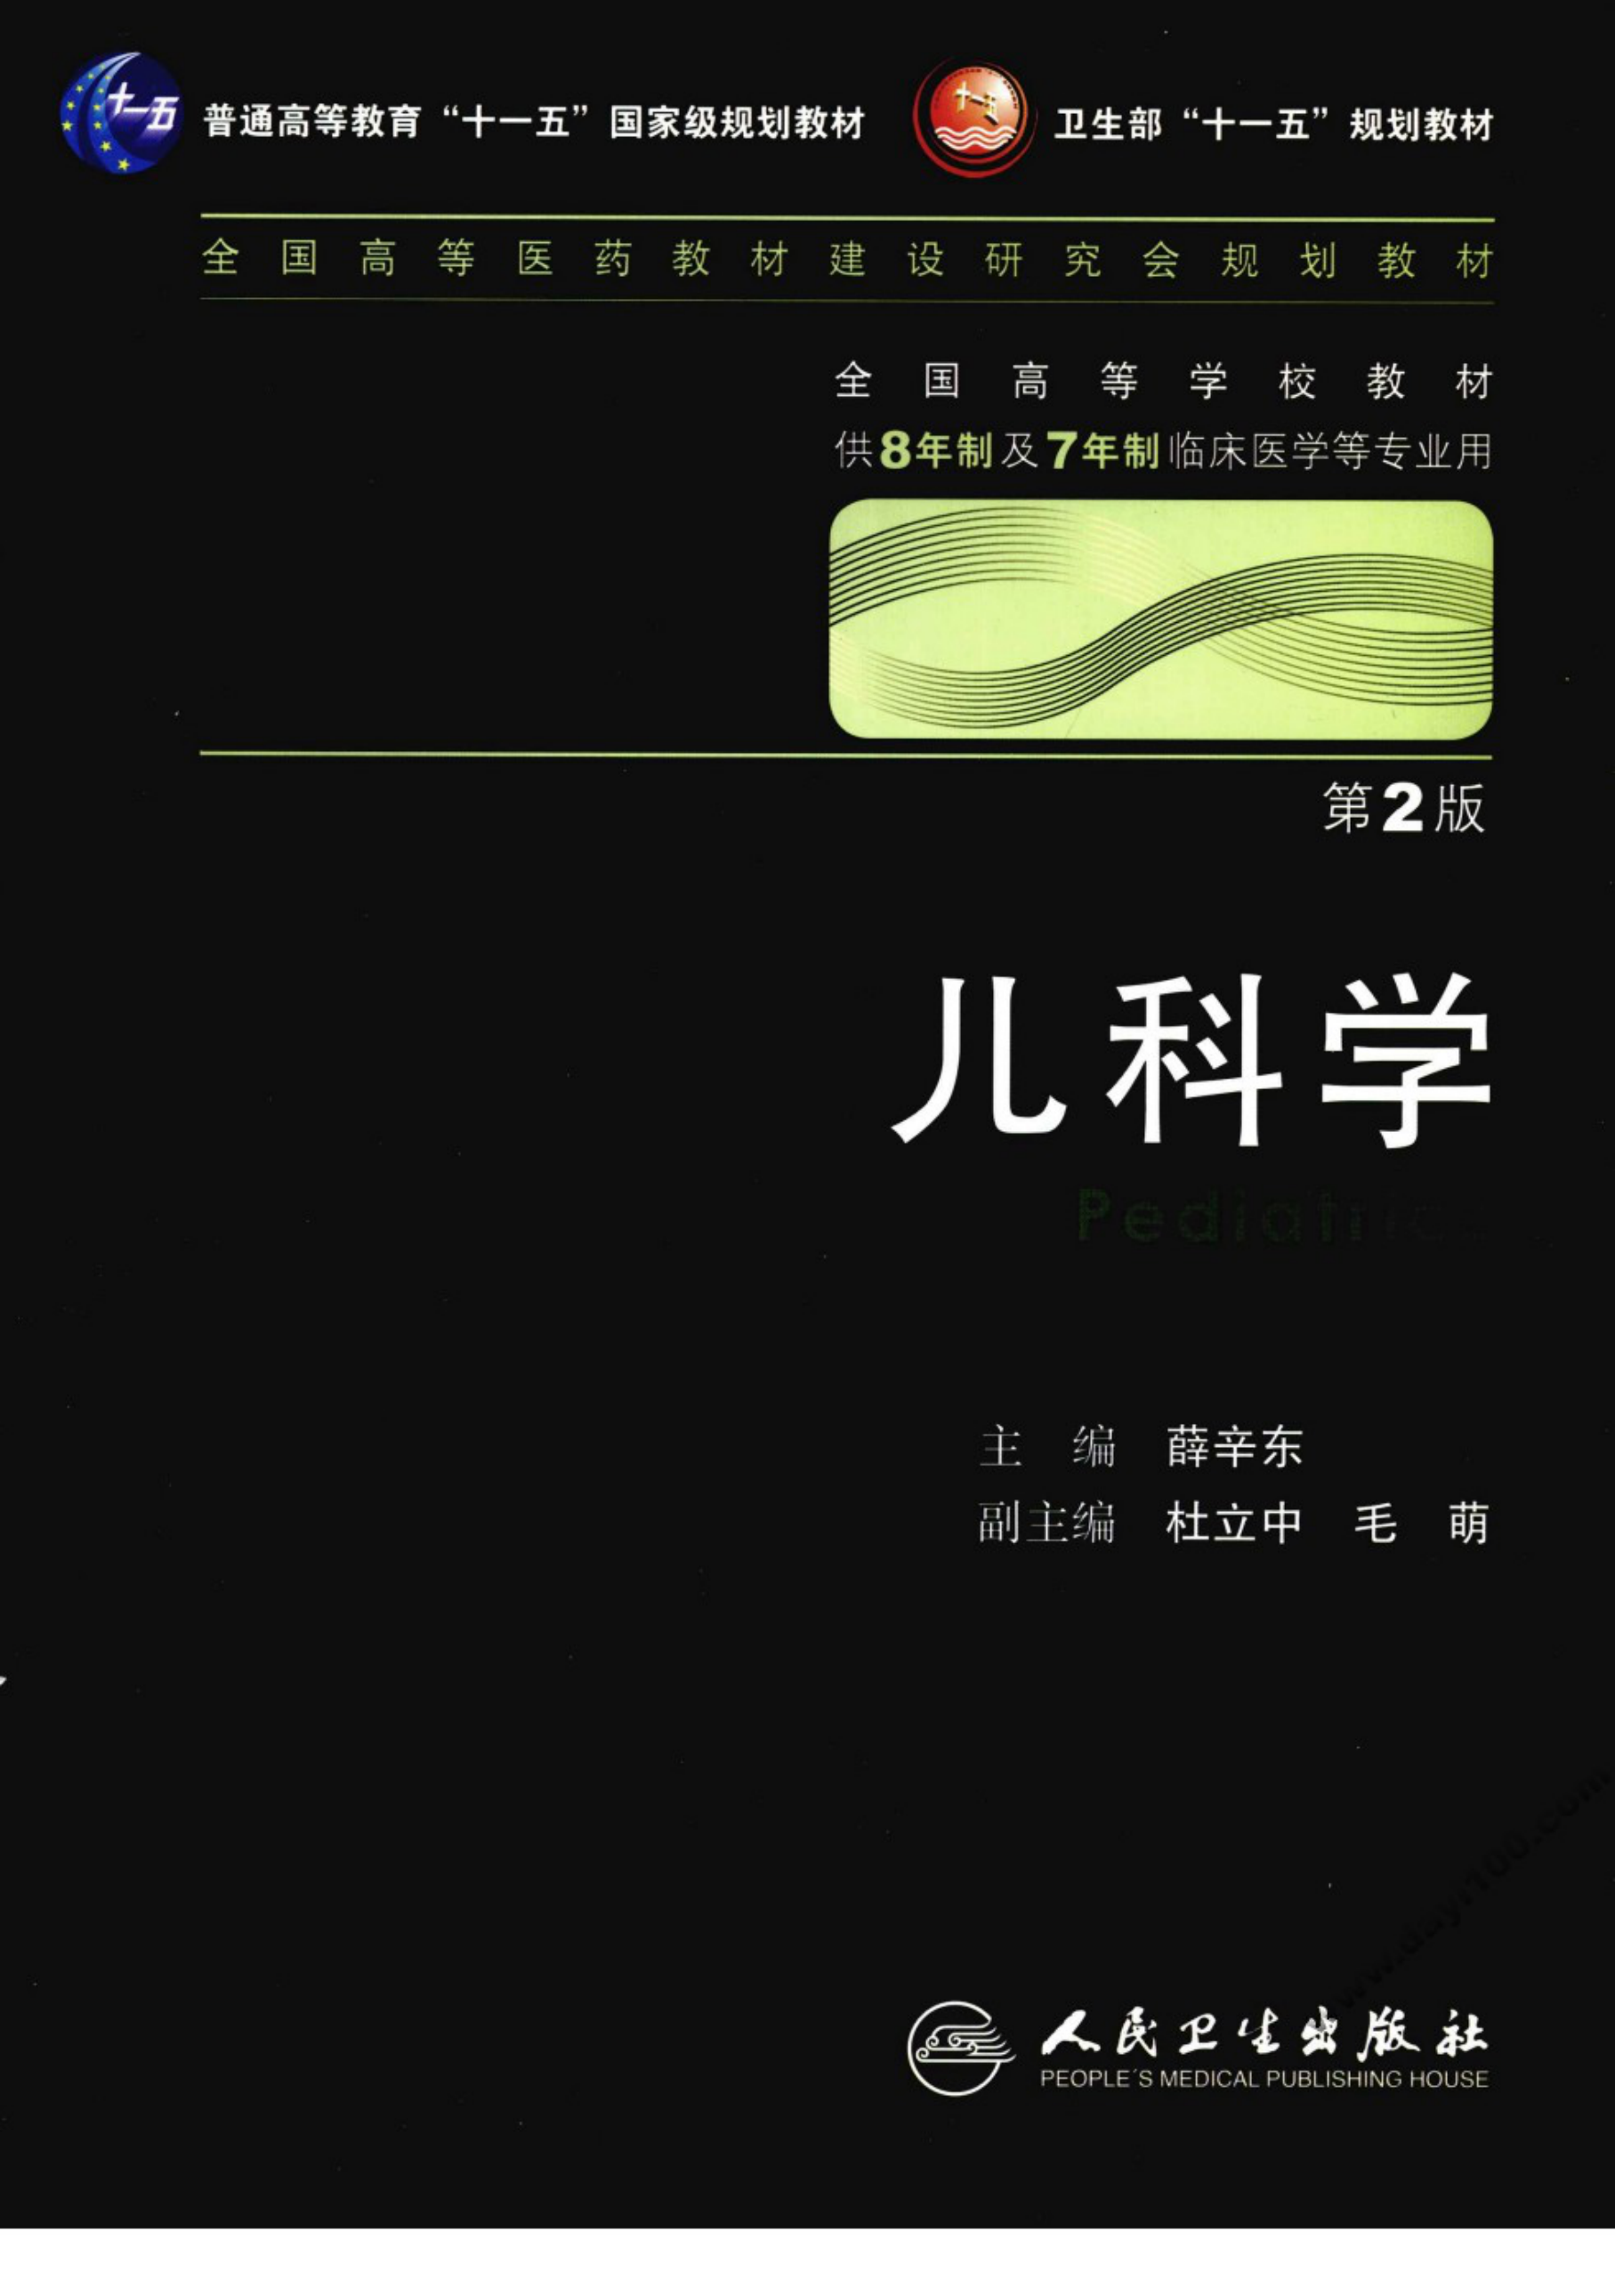 十一五 普通高等教育“十一五”国家级规划教材 十一五 卫生部“十一五”规划教材
全国高等医药教材建设研究会规划教材
全国高等学校教材
供8年制及7年制临床医学等专业用
第2版
儿科学
Pediatrics
主 编 薛辛东
副主编 杜立中 毛 萌
人民卫生出版社
PEOPLE'S MEDICAL PUBLISHING HOUSE